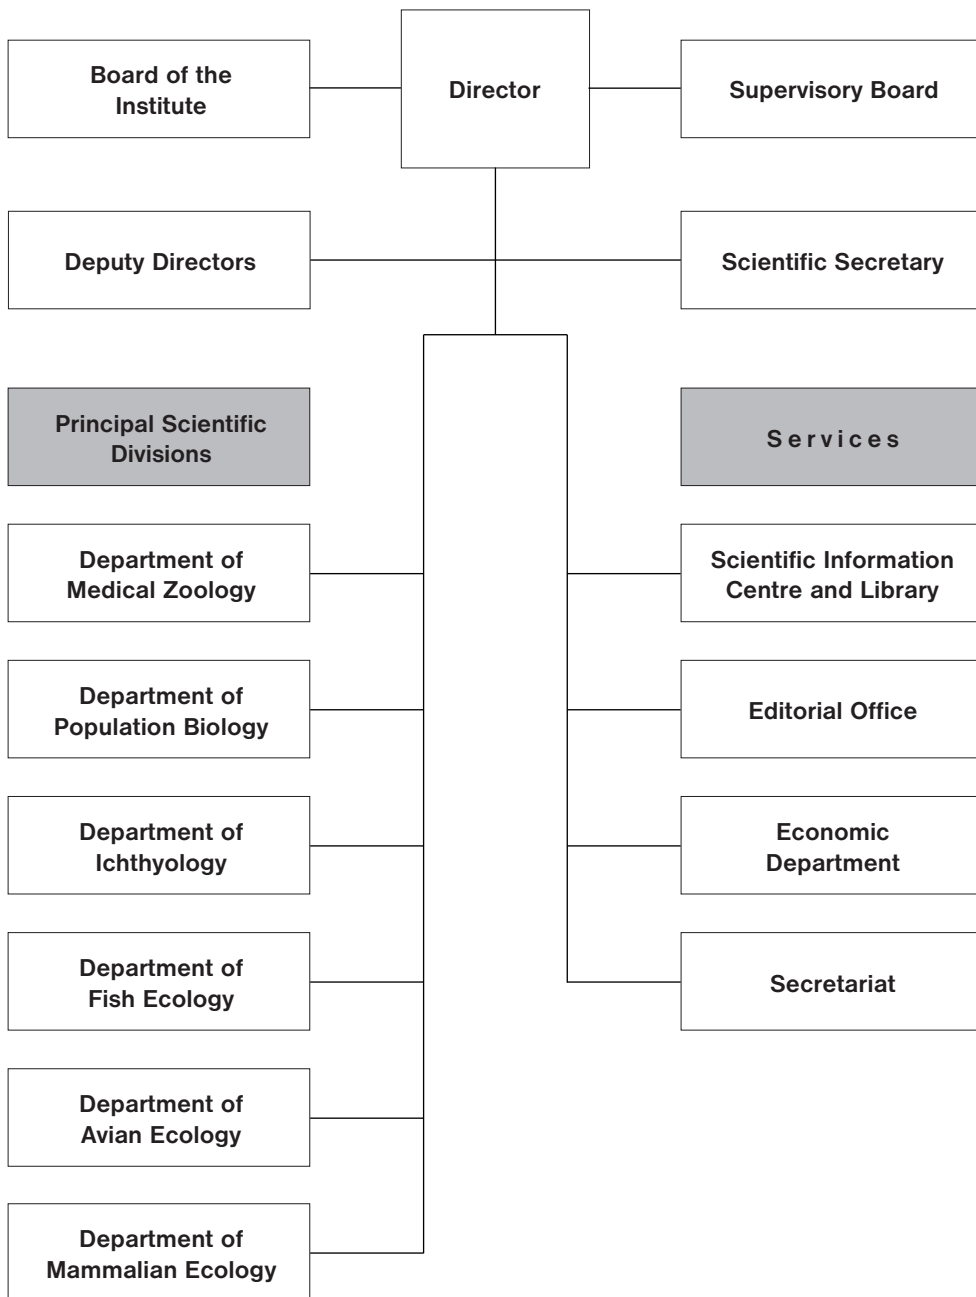 Board of the
Institute
Director
Supervisory Board
Deputy Directors
Scientific Secretary
Principal Scientific
Divisions
Services
Department of
Medical Zoology
Scientific Information
Centre and Library
Department of
Population Biology
Editorial Office
Department of
Ichthyology
Economic
Department
Department of
Fish Ecology
Secretariat
Department of
Avian Ecology
Department of
Mammalian Ecology